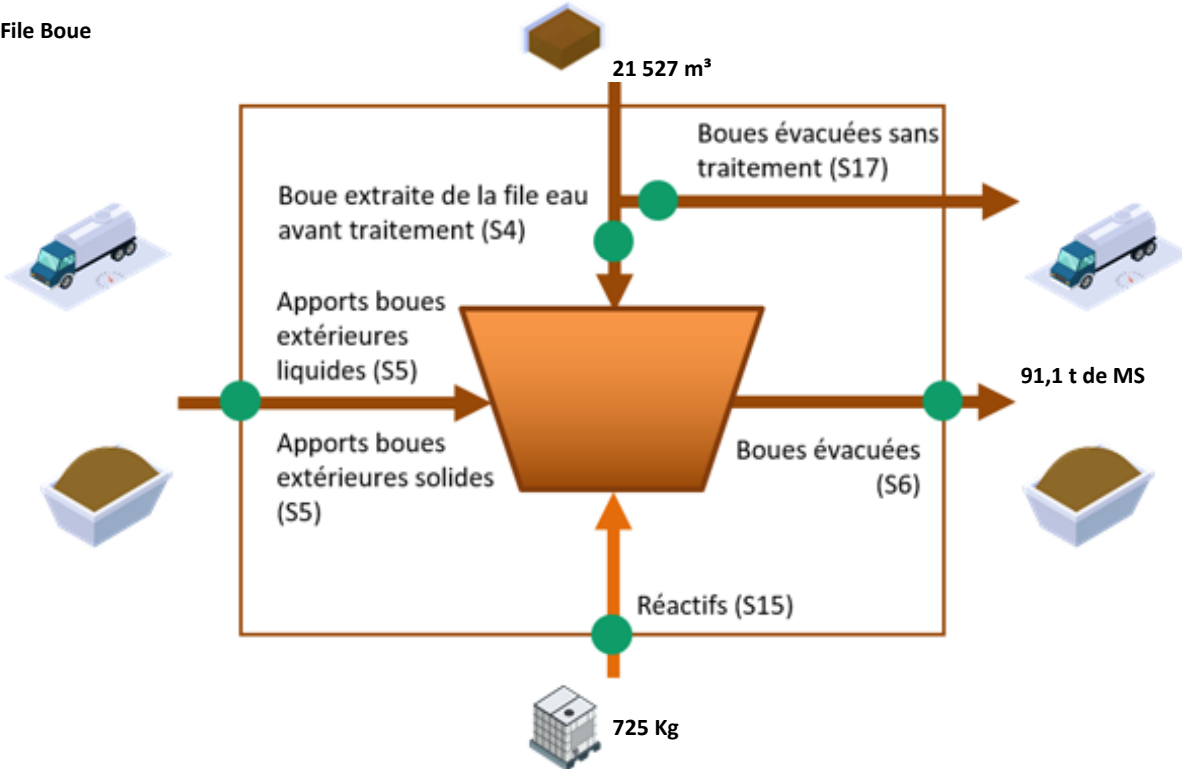 File Boue
21 527 m³
Boues évacuées sans
traitement (S17)
Boue extraite de la file eau
avant traitement (S4)
Apports boues
extérieures
liquides (S5)
91,1 t de MS
Apports boues
extérieures solides
(S5)
Boues évacuées
(S6)
Réactifs (S15)
725 Kg